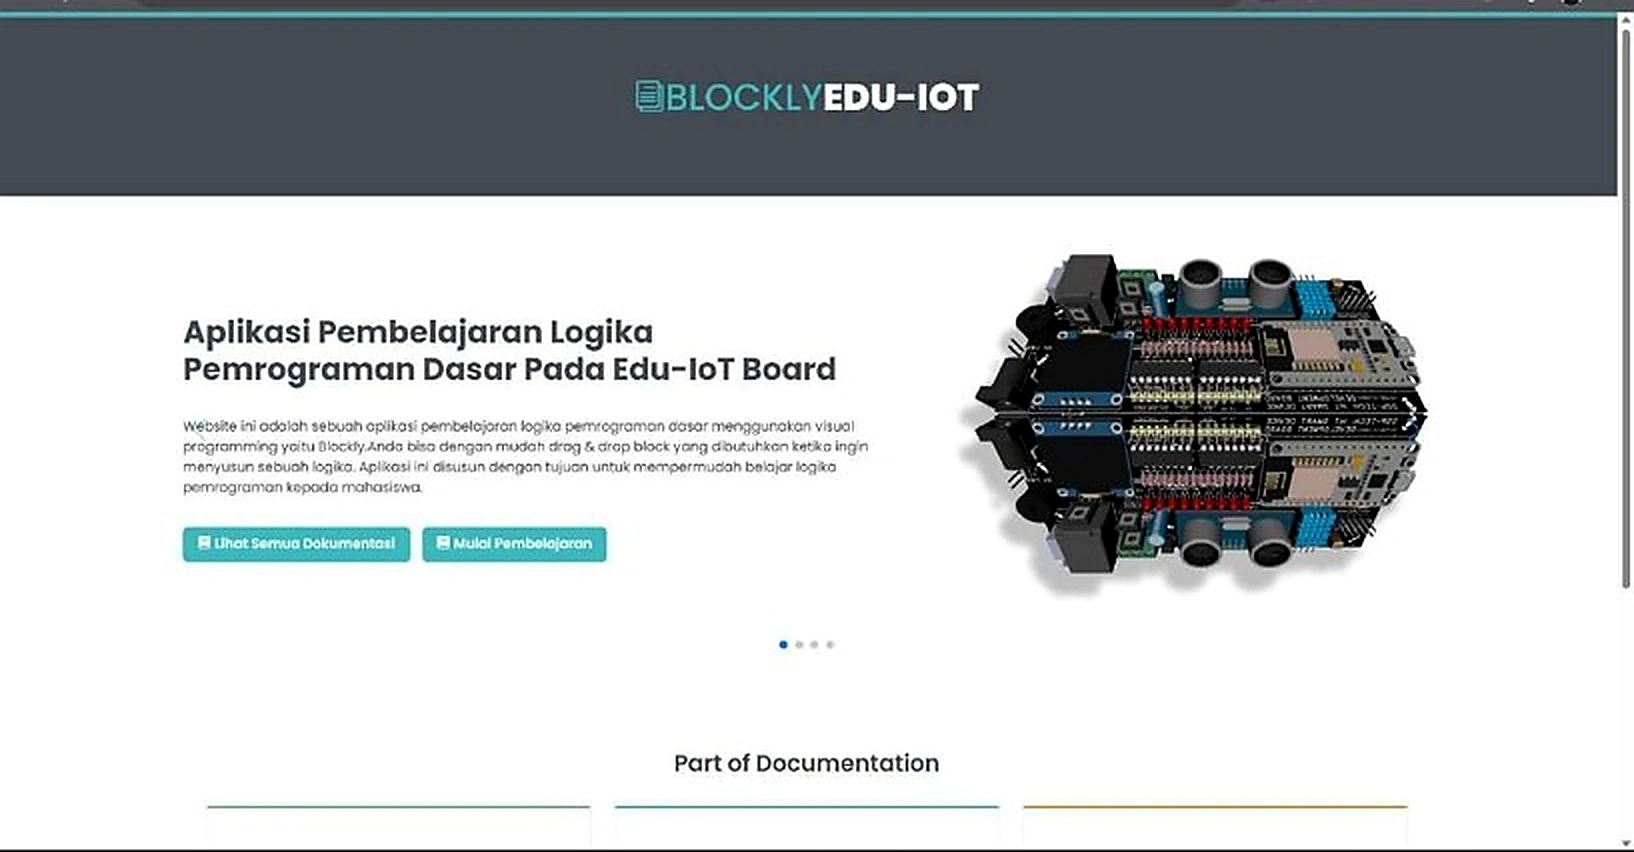 BLOCKLYEDU-IOT
Aplikasi Pembelajaran Logika
Pemrograman Dasar Pada Edu-IoT Board
Website ini adalah sebuah aplikasi pembelajaran logika pemrograman dasar menggunakan visual
programming yaitu Blockly.Anda bisa dengan mudah drag & drop block yang dibutuhkan ketika ingin
menyusun sebuah logika. Aplikasi ini disusun dengan tujuan untuk mempermudah belajar logika
pemrograman kepada mahasiswa.
Lihat Semua Dokumentasi
Mulai Pembelajaran
Part of Documentation